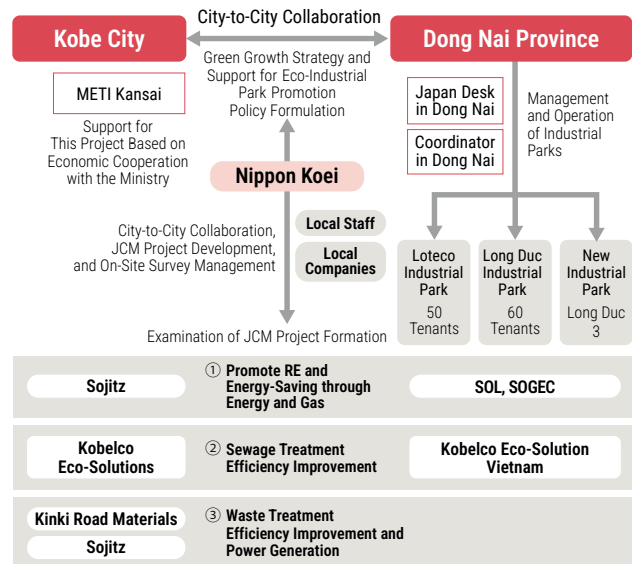 City-to-City Collaboration
Kobe City
Dong Nai Province
Green Growth Strategy and
Support for Eco-Industrial
Park Promotion
Policy Formulation
METI Kansai
Support for
This Project Based on
Economic Cooperation
with the Ministry
Japan Desk
in Dong Nai
Coordinator
in Dong Nai
Management
and Operation
of Industrial
Parks
Nippon Koei
Local Staff
Local
Companies
City-to-City Collaboration,
JCM Project Development,
and On-Site Survey Management
Loteco
Industrial
Park
50
Tenants
Long Duc
Industrial
Park
60
Tenants
New
Industrial
Park
Long Duc
3
Examination of JCM Project Formation
Sojitz
① Promote RE and
Energy-Saving through
Energy and Gas
SOL, SOGEC
Kobelco
Eco-Solutions
② Sewage Treatment
Efficiency Improvement
Kobelco Eco-Solution
Vietnam
Kinki Road Materials
Sojitz
③ Waste Treatment
Efficiency Improvement and
Power Generation